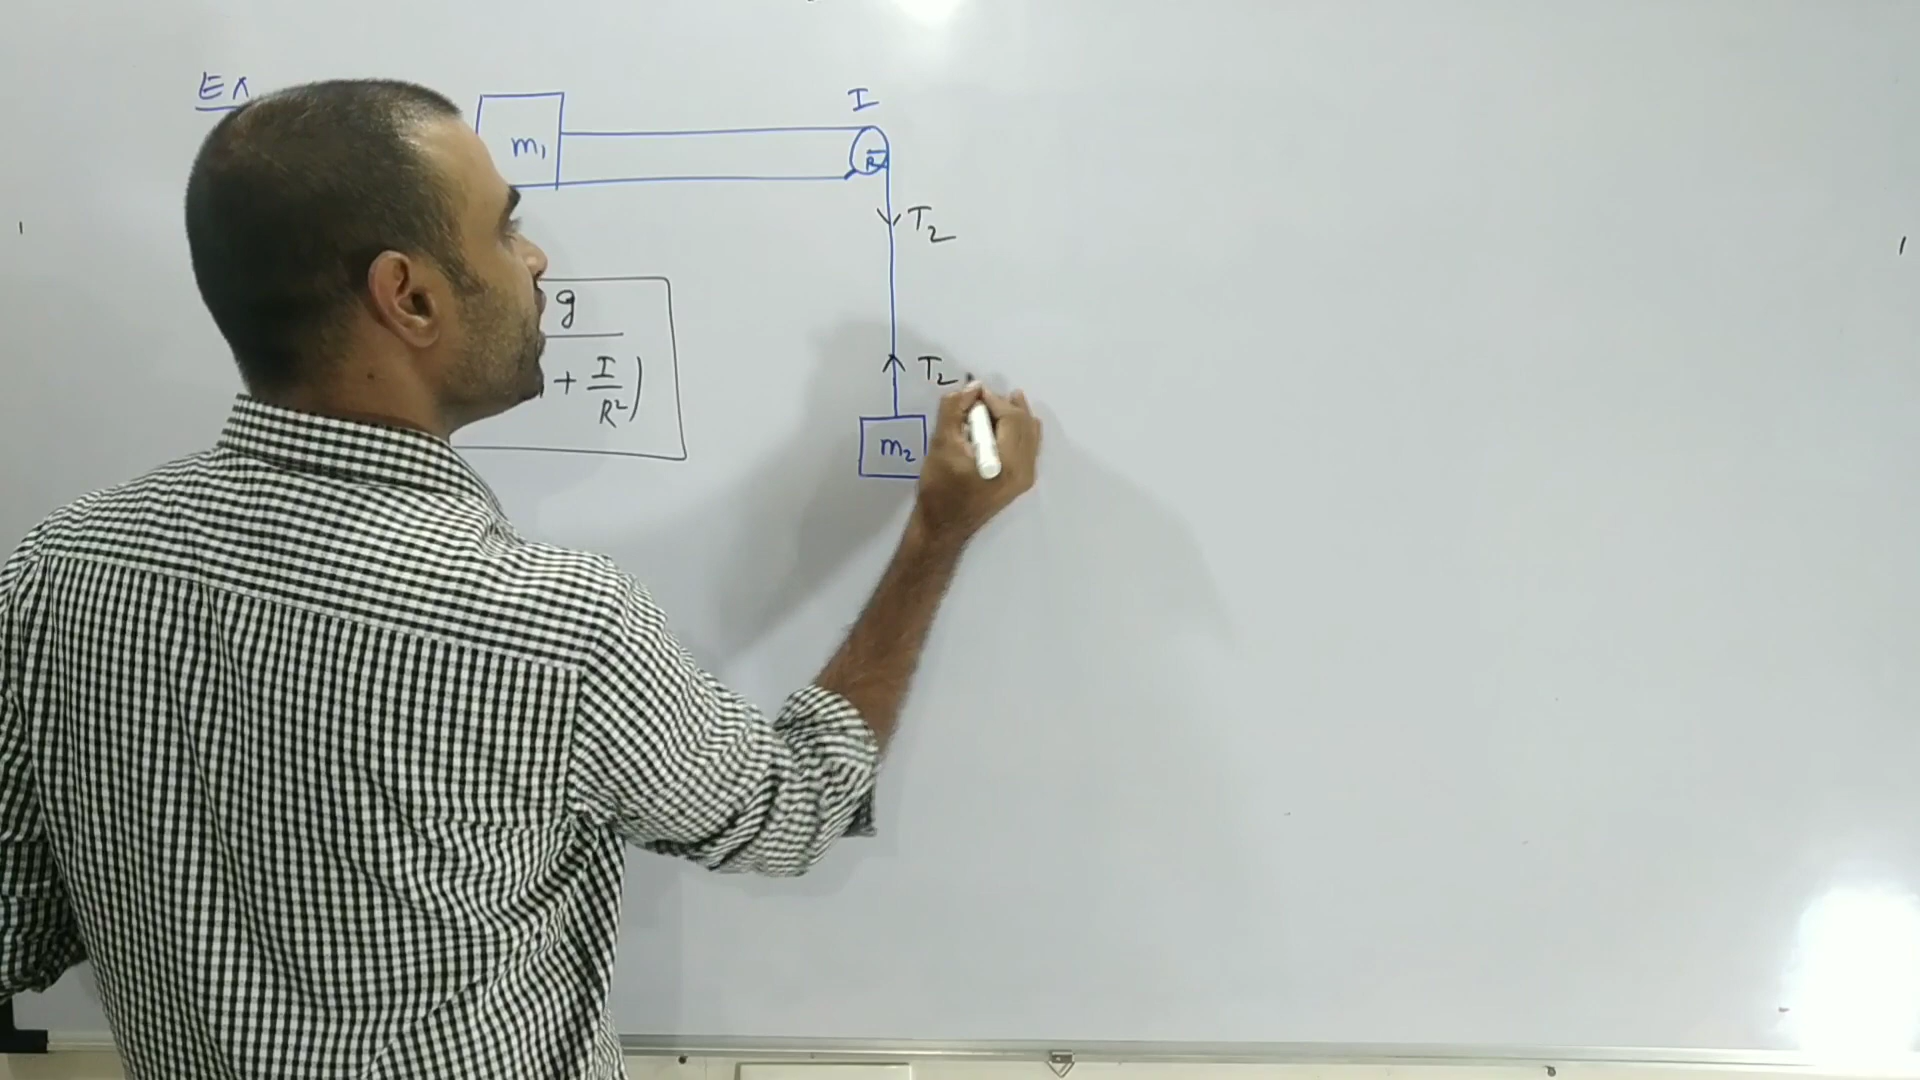 EX
m₁
I
R
T₂
g
+ I/R² )
T₂
m₂